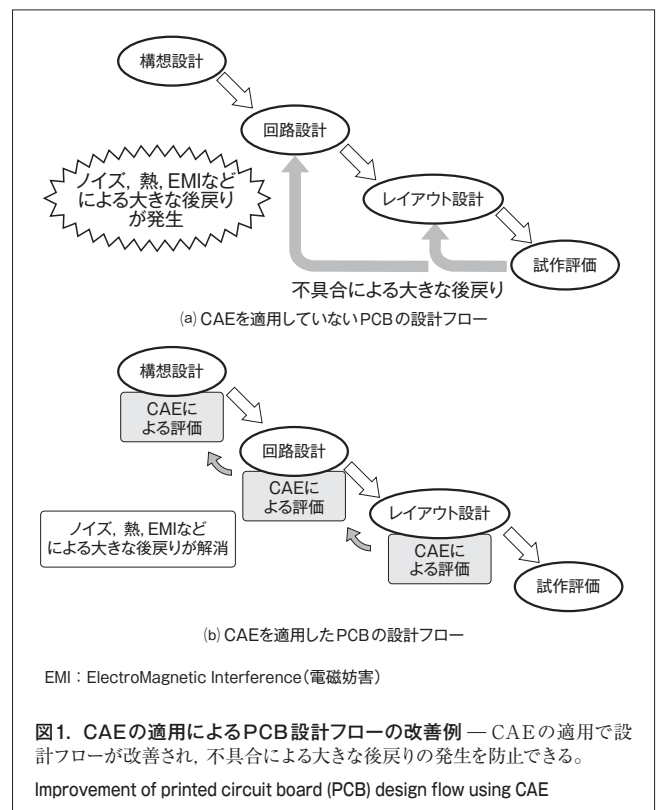 構想設計
回路設計
ノイズ, 熱, EMIなど
による大きな後戻り
が発生
レイアウト設計
試作評価
不具合による大きな後戻り
(a) CAEを適用していないPCBの設計フロー
構想設計
CAEに
よる評価
回路設計
CAEに
よる評価
レイアウト設計
ノイズ, 熱, EMIなど
による大きな後戻りが解消
CAEに
よる評価
試作評価
(b) CAEを適用したPCBの設計フロー
EMI:ElectroMagnetic Interference(電磁妨害)
図1. CAEの適用によるPCB設計フローの改善例 — CAEの適用で設
計フローが改善され, 不具合による大きな後戻りの発生を防止できる。
Improvement of printed circuit board (PCB) design flow using CAE